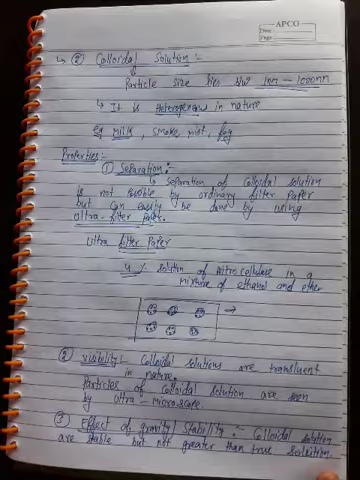 APCO
Date
Page
↳ ② Colloidal Solution :-
Particle size lies b/w 1nm - 1000nm
↳ It is Heterogeneous in nature
eg Milk, smoke, mist, fog
Properties:-
① Separation :-
↳ Separation of Colloidal solution
is not possible by ordinary filter Paper
but can easily be done by using
Ultra-filter paper.
Ultra filter Paper
4 % Solution of Nitrocellulose in a
mixture of ethanol and ether
② Visibility:- Colloidal solutions are translucent
in nature.
Particles of Colloidal Solution are seen
by ultra-microscope.
③ Effect of gravity/ Stability :- Colloidal solution
are stable but not greater than true solution.